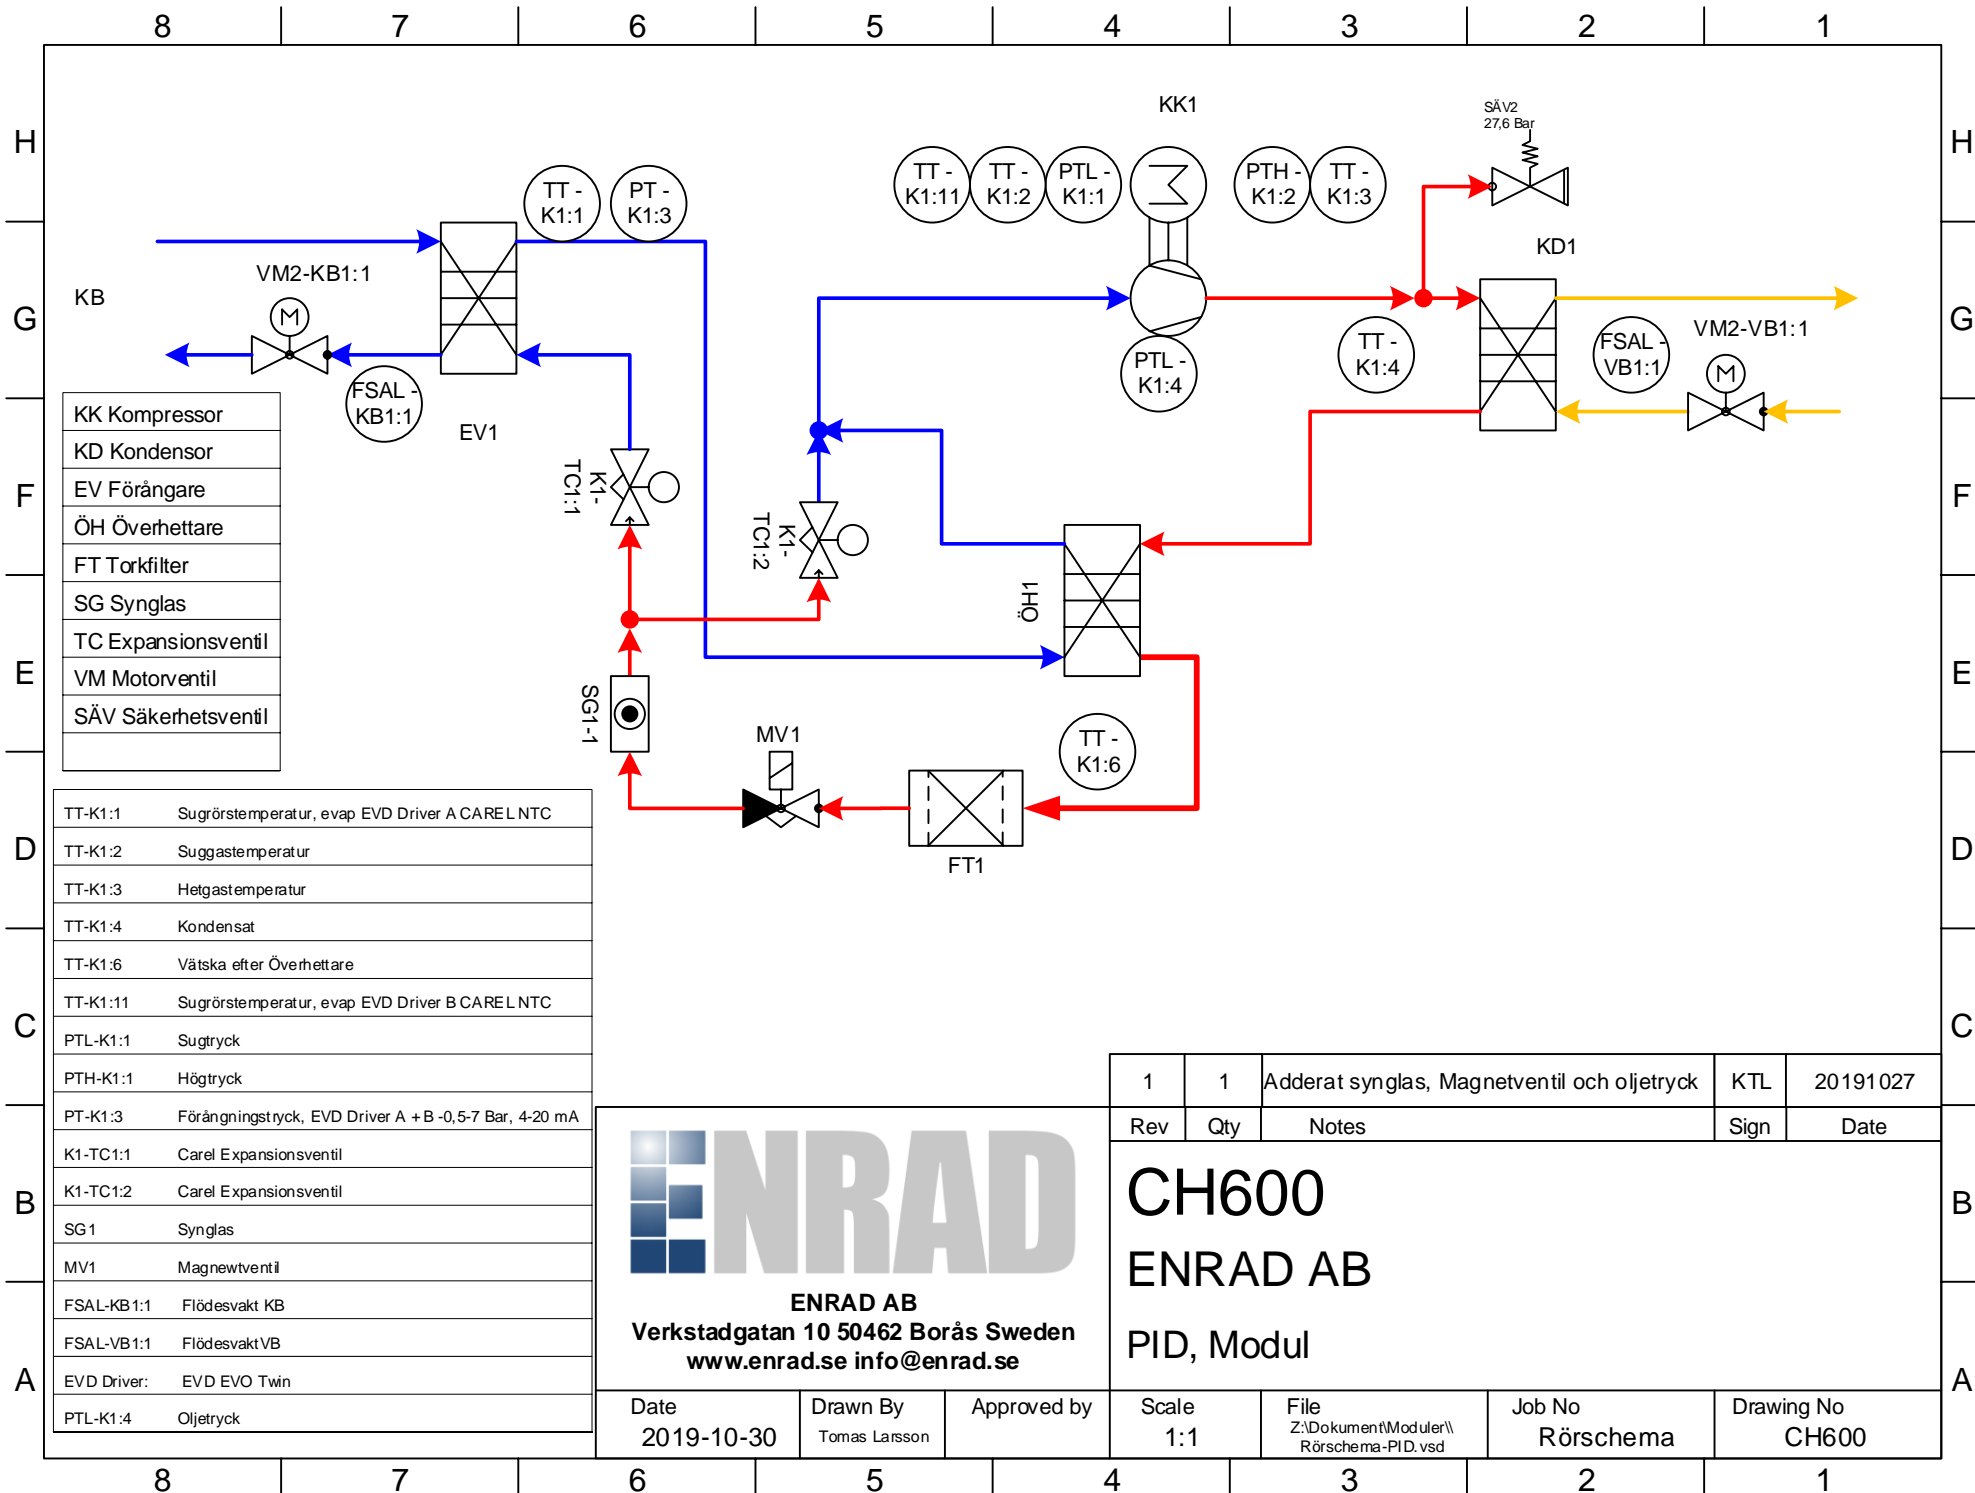 8 7 6 5 4 3 2 1
H H
G G
F F
E E
D D
C C
B B
A A
KK1
SÄV2
27,6 Bar
TT -
K1:1
PT -
K1:3
TT -
K1:11
TT -
K1:2
PTL -
K1:1
PTH -
K1:2
TT -
K1:3
KD1
KB
VM2-KB1:1
M
FSAL -
KB1:1
EV1
PTL -
K1:4
TT -
K1:4
FSAL -
VB1:1
VM2-VB1:1
M
K1-
TC1:1
K1-
TC1:2
ÖH1
SG1-1
MV1
TT -
K1:6
FT1
KK Kompressor
KD Kondensor
EV Förångare
ÖH Överhettare
FT Torkfilter
SG Synglas
TC Expansionsventil
VM Motorventil
SÄV Säkerhetsventil
TT-K1:1 Sugrörstemperatur, evap EVD Driver A CAREL NTC
TT-K1:2 Suggastemperatur
TT-K1:3 Hetgastemperatur
TT-K1:4 Kondensat
TT-K1:6 Vätska efter Överhettare
TT-K1:11 Sugrörstemperatur, evap EVD Driver B CAREL NTC
PTL-K1:1 Sugtryck
PTH-K1:1 Högtryck
PT-K1:3 Förångningstryck, EVD Driver A + B -0,5-7 Bar, 4-20 mA
K1-TC1:1 Carel Expansionsventil
K1-TC1:2 Carel Expansionsventil
SG1 Synglas
MV1 Magnewtventil
FSAL-KB1:1 Flödesvakt KB
FSAL-VB1:1 Flödesvakt VB
EVD Driver: EVD EVO Twin
PTL-K1:4 Oljetryck
1 1 Adderat synglas, Magnetventil och oljetryck KTL 20191027
Rev Qty Notes Sign Date
ENRAD
ENRAD AB
Verkstadgatan 10 50462 Borås Sweden
www.enrad.se info@enrad.se
CH600
ENRAD AB
PID, Modul
Date
2019-10-30
Drawn By
Tomas Larsson
Approved by
Scale
1:1
File
Z:\Dokument\Moduler\\
Rörschema-PID.vsd
Job No
Rörschema
Drawing No
CH600
8 7 6 5 4 3 2 1